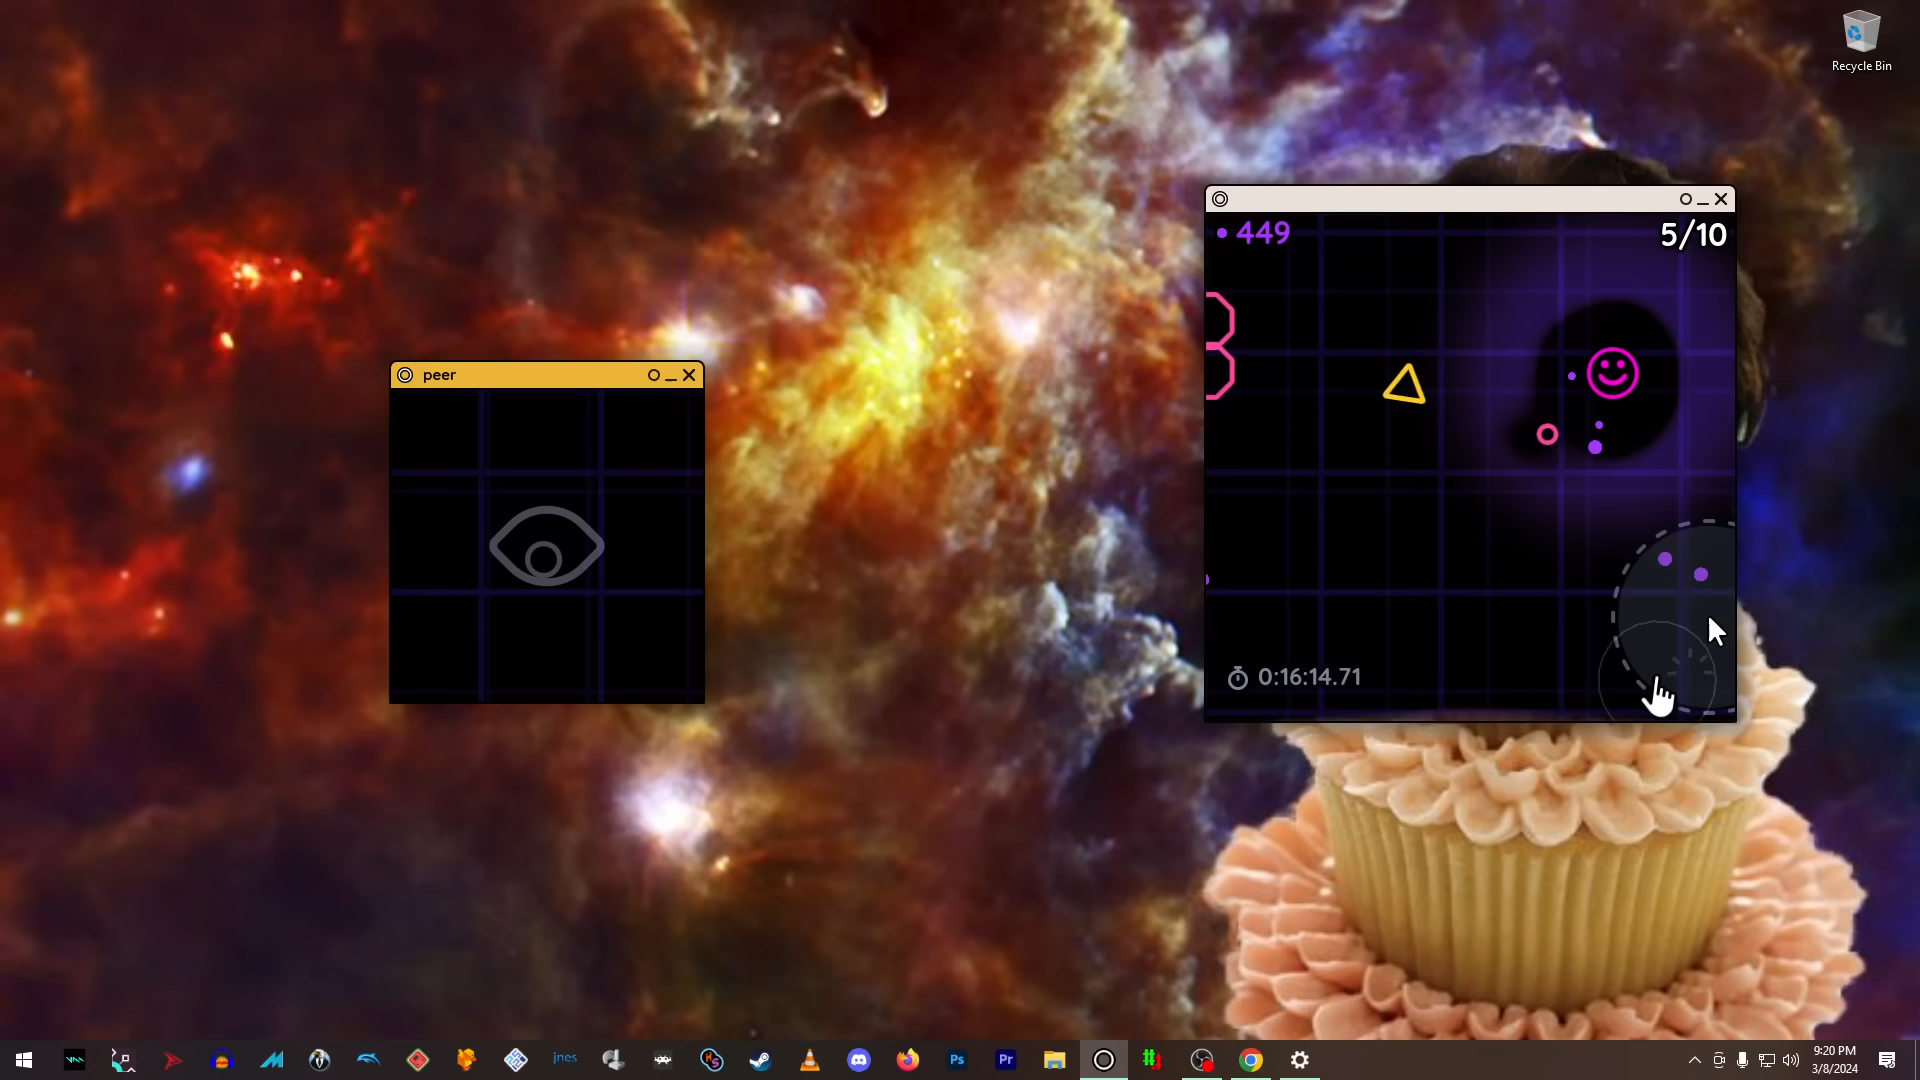 Recycle Bin
449
5/10
peer
0:16:14.71
jnes
HS
Ps
Pr
9:20 PM
3/8/2024